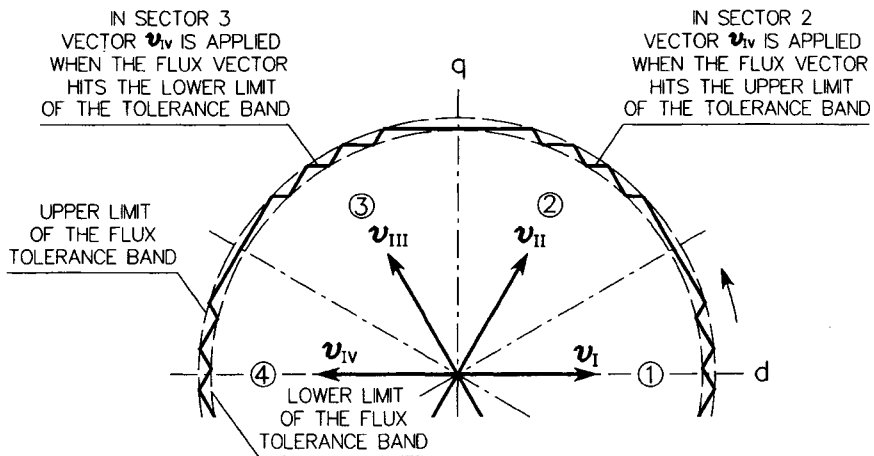 IN SECTOR 3
VECTOR 𝒗IV IS APPLIED
WHEN THE FLUX VECTOR
HITS THE LOWER LIMIT
OF THE TOLERANCE BAND
IN SECTOR 2
VECTOR 𝒗IV IS APPLIED
WHEN THE FLUX VECTOR
HITS THE UPPER LIMIT
OF THE TOLERANCE BAND
q
UPPER LIMIT
OF THE FLUX
TOLERANCE BAND
③
②
𝒗III
𝒗II
𝒗IV
𝒗I
④
①
d
LOWER LIMIT
OF THE FLUX
TOLERANCE BAND